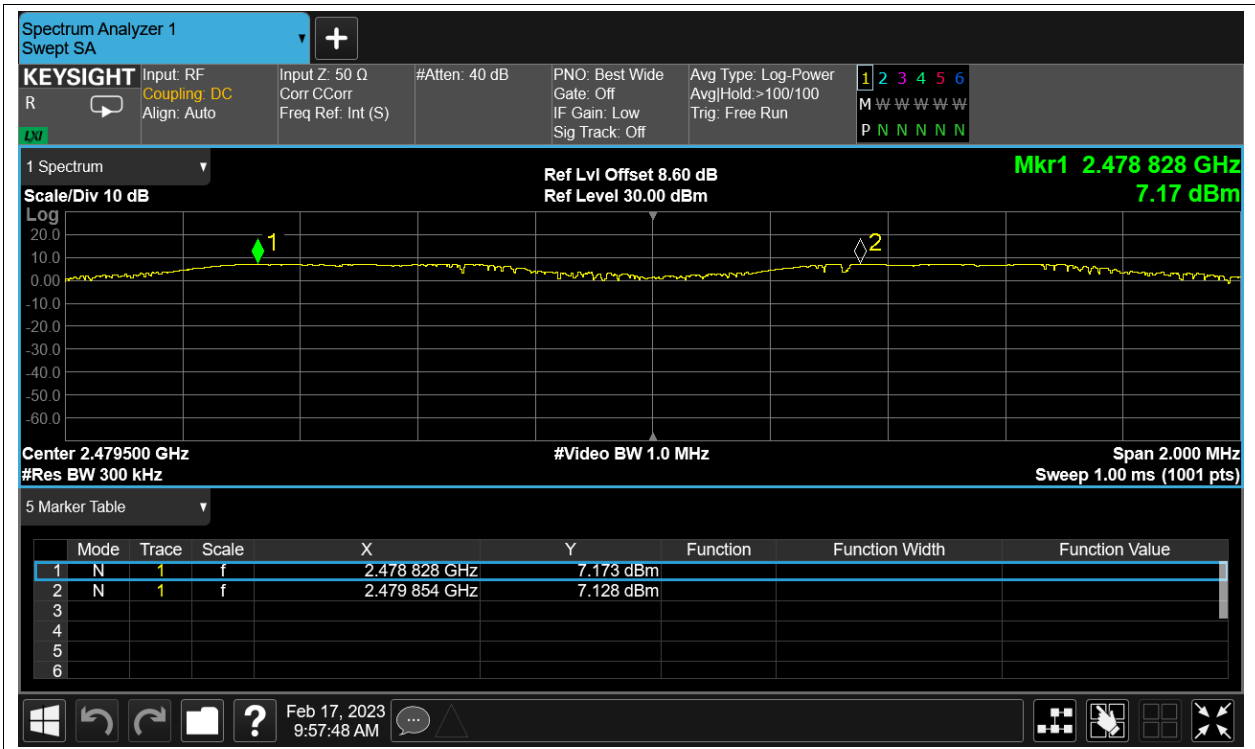 Spectrum Analyzer 1
Swept SA
KEYSIGHT
R
LXI
Input: RF
Coupling: DC
Align: Auto
Input Z: 50 Ω
Corr CCorr
Freq Ref: Int (S)
#Atten: 40 dB
PNO: Best Wide
Gate: Off
IF Gain: Low
Sig Track: Off
Avg Type: Log-Power
Avg|Hold:>100/100
Trig: Free Run
1 2 3 4 5 6
M W W W W W
P N N N N N
1 Spectrum
Scale/Div 10 dB
Ref Lvl Offset 8.60 dB
Ref Level 30.00 dBm
Mkr1 2.478 828 GHz
7.17 dBm
Log
20.0
10.0
0.00
-10.0
-20.0
-30.0
-40.0
-50.0
-60.0
1
2
Center 2.479500 GHz
#Res BW 300 kHz
#Video BW 1.0 MHz
Span 2.000 MHz
Sweep 1.00 ms (1001 pts)
5 Marker Table
Mode Trace Scale X Y Function Function Width Function Value
1 N 1 f 2.478 828 GHz 7.173 dBm
2 N 1 f 2.479 854 GHz 7.128 dBm
3
4
5
6
?
Feb 17, 2023
9:57:48 AM